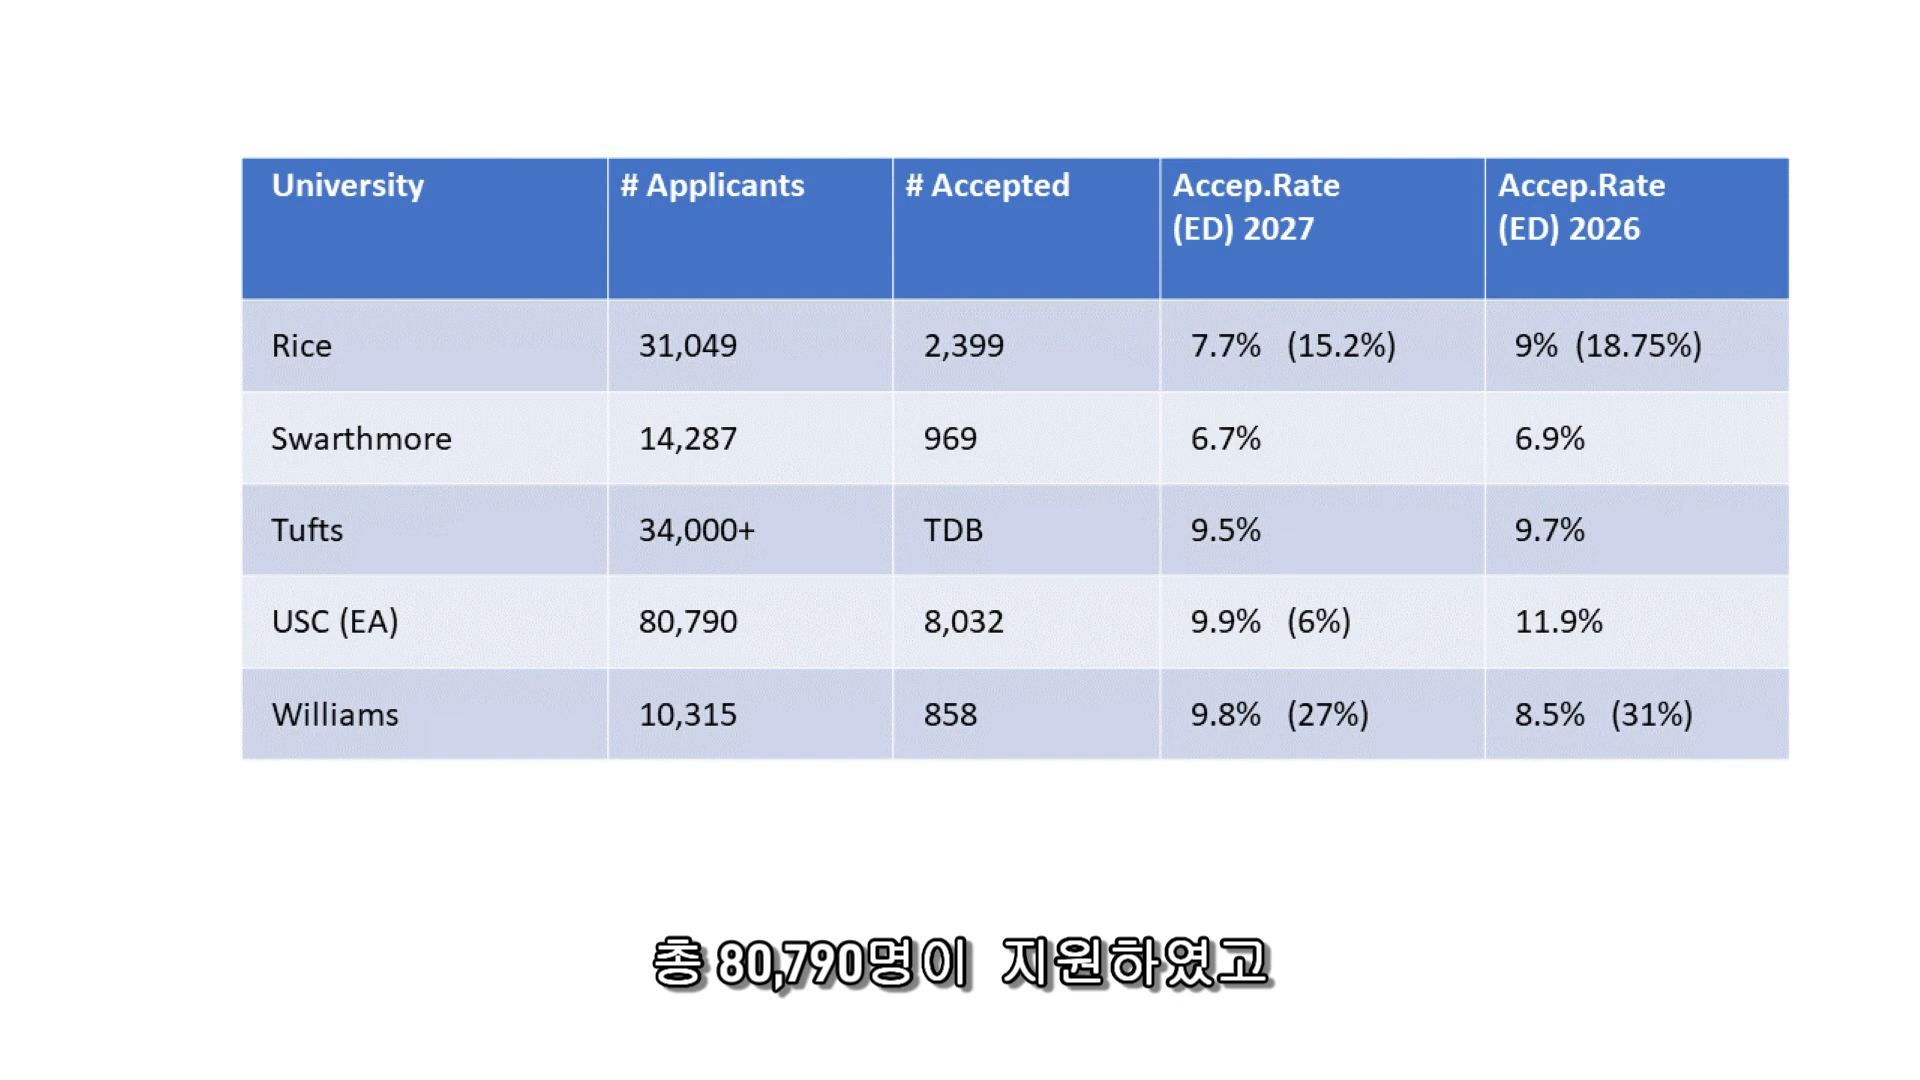 University # Applicants # Accepted Accep.Rate (ED) 2027 Accep.Rate (ED) 2026
Rice 31,049 2,399 7.7% (15.2%) 9% (18.75%)
Swarthmore 14,287 969 6.7% 6.9%
Tufts 34,000+ TDB 9.5% 9.7%
USC (EA) 80,790 8,032 9.9% (6%) 11.9%
Williams 10,315 858 9.8% (27%) 8.5% (31%)
총 80,790명이 지원하였고